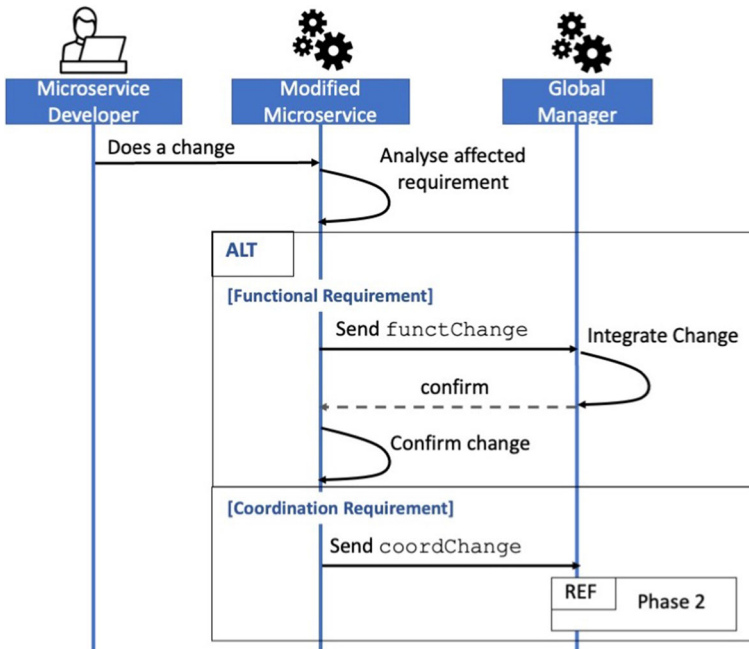 Microservice
Developer
Modified
Microservice
Global
Manager
Does a change
Analyse affected
requirement
ALT
[Functional Requirement]
Send functChange
Integrate Change
confirm
Confirm change
[Coordination Requirement]
Send coordChange
REF
Phase 2